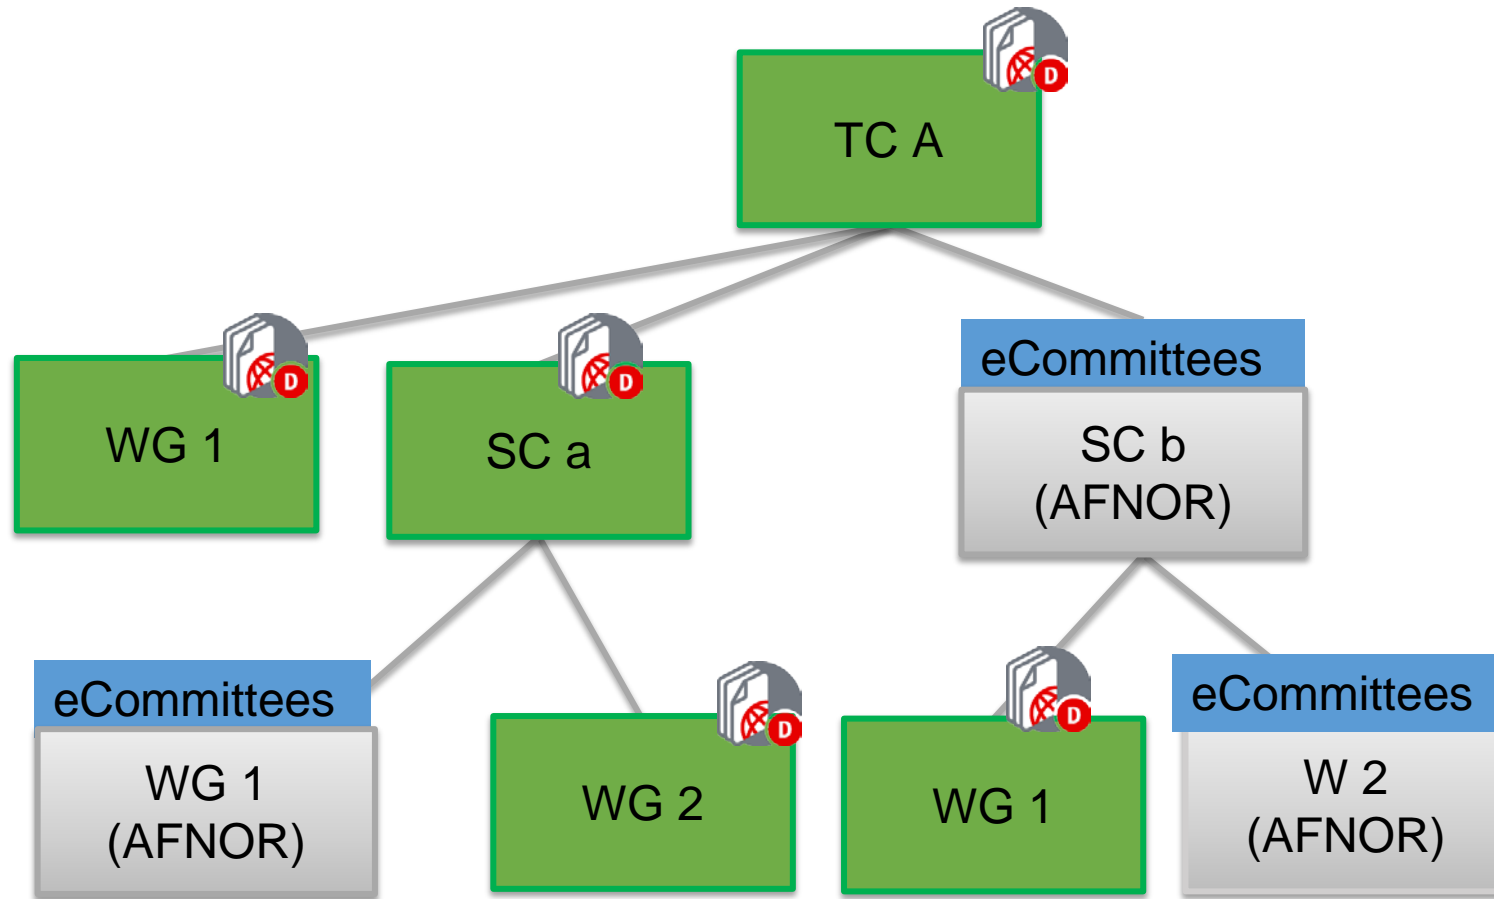 D
TC A
D
WG 1
D
SC a
eCommittees
SC b
(AFNOR)
eCommittees
WG 1
(AFNOR)
D
WG 2
D
WG 1
eCommittees
W 2
(AFNOR)